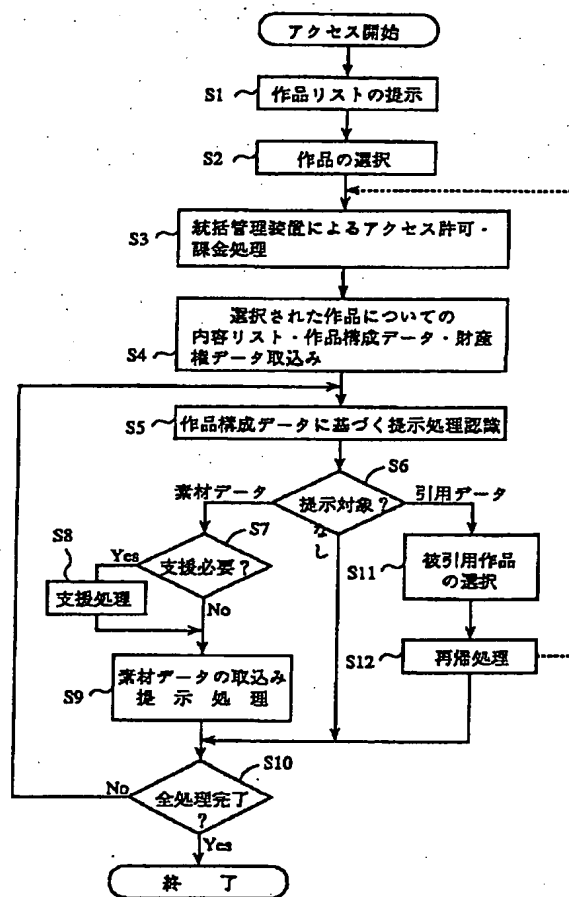 アクセス開始
S1
作品リストの提示
S2
作品の選択
S3
統括管理装置によるアクセス許可・
課金処理
S4
選択された作品についての
内容リスト・作品構成データ・財産
権データ取込み
S5
作品構成データに基づく提示処理認識
S6
提示対象?
素材データ
引用データ
なし
S7
支援必要?
Yes
No
S8
支援処理
S11
被引用作品
の選択
S12
再帰処理
S9
素材データの取込み
提示処理
S10
全処理完了
?
No
Yes
終了